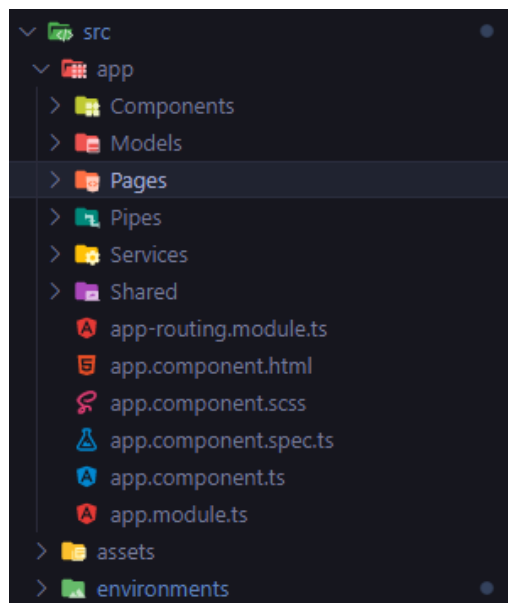 src
app
Components
Models
Pages
Pipes
Services
Shared
app-routing.module.ts
app.component.html
app.component.scss
app.component.spec.ts
app.component.ts
app.module.ts
assets
environments